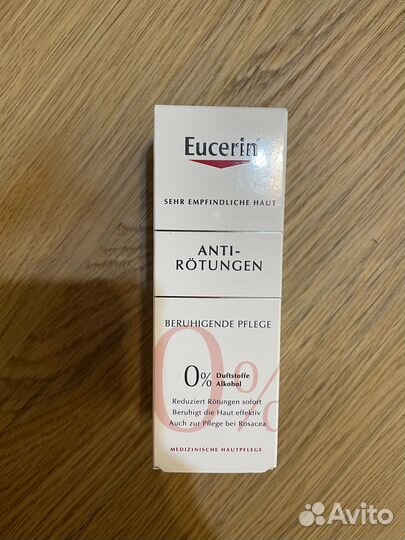 Eucerin®
SEHR EMPFINDLICHE HAUT
ANTI-
RÖTUNGEN
BERUHIGENDE PFLEGE
0%
0% Duftstoffe
Alkohol
Reduziert Rötungen sofort
Beruhigt die Haut effektiv
Auch zur Pflege bei Rosacea
MEDIZINISCHE HAUTPFLEGE
Avito